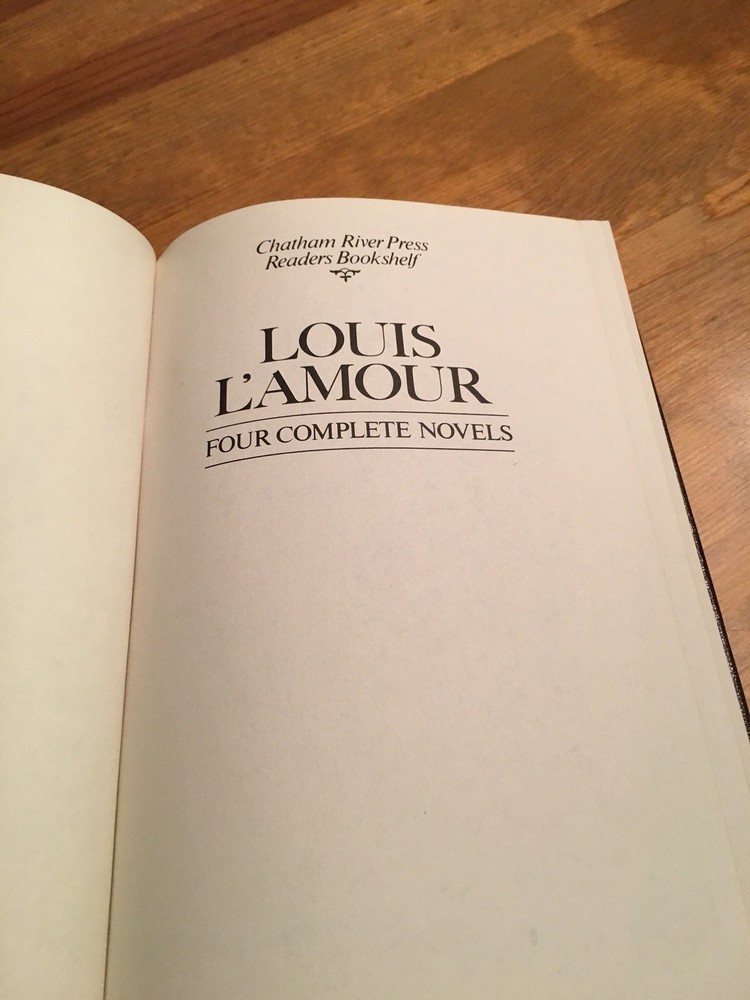 Chatham River Press
Readers Bookshelf
LOUIS
L'AMOUR
FOUR COMPLETE NOVELS